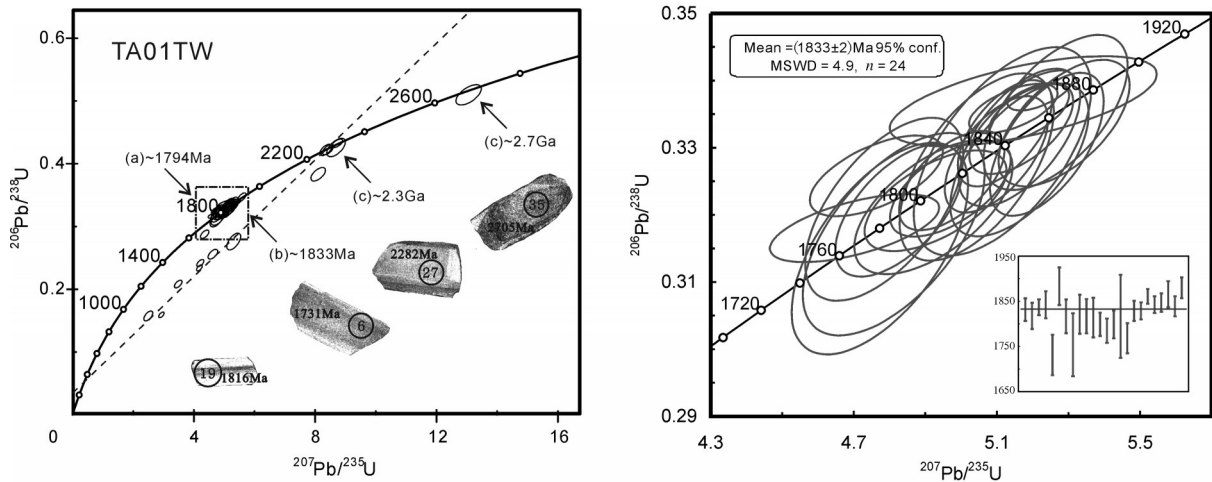 0.6
TA01TW
2600
(c)~2.7Ga
2200
0.4
(a)~1794Ma
(c)~2.3Ga
1800
35
2705Ma
1400
(b)~1833Ma
2282Ma
27
1000
0.2
1731Ma
6
19
1816Ma
206Pb/238U
0
0 4 8 12 16
207Pb/235U
0.35
1920
Mean =(1833±2)Ma 95% conf.
MSWD = 4.9, n = 24
1880
1840
0.33
1800
1760
1950
1850
0.31
1720
1750
1650
0.29
206Pb/238U
4.3 4.7 5.1 5.5
207Pb/235U